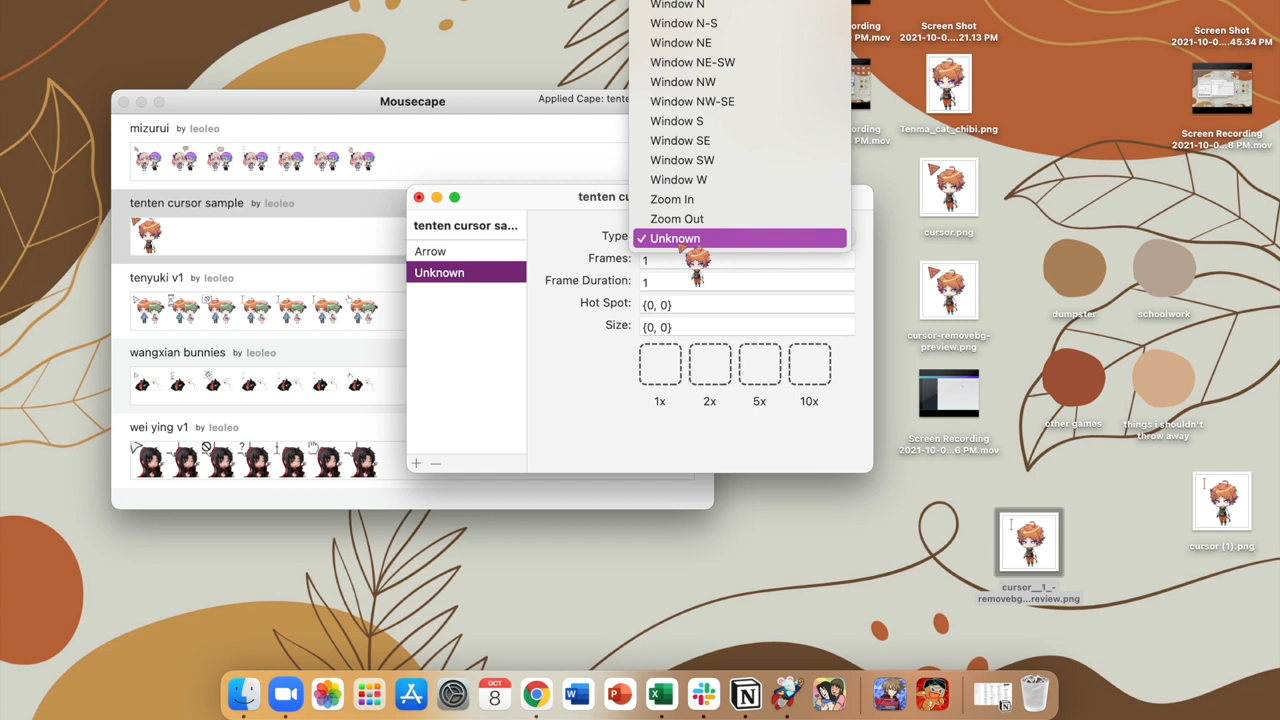 Window N
Window N-S
Window NE
Window NE-SW
Window NW
Window NW-SE
Window S
Window SE
Window SW
Window W
Zoom In
Zoom Out
✓ Unknown
Mousecape
Applied Cape: tente
mizurui by leoleo
tenten cursor sample by leoleo
tenyuki v1 by leoleo
wangxian bunnies by leoleo
wei ying v1 by leoleo
tenten cu
tenten cursor sa...
Arrow
Unknown
+ −
Type
Frames: 1
Frame Duration: 1
Hot Spot: {0, 0}
Size: {0, 0}
1x 2x 5x 10x
ording
PM.mov
ording
PM.mov
Screen Shot
2021-10-0....21.13 PM
Tenma_cat_chibi.png
cursor.png
cursor-removebg-
preview.png
Screen Recording
2021-10-0...6 PM.mov
Screen Shot
2021-10-0....45.34 PM
Screen Recording
2021-10-0...8 PM.mov
dumpster
schoolwork
other games
things i shouldn't
throw away
cursor__1_-
removebg...review.png
cursor (1).png
OCT
8